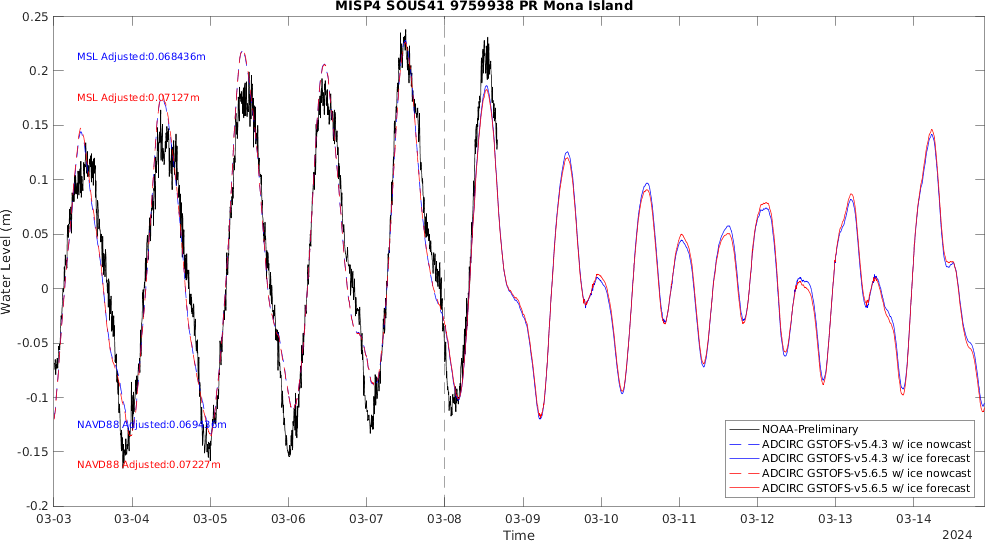 MISP4 SOUS41 9759938 PR Mona Island
0.25
0.2
0.15
0.1
0.05
0
-0.05
-0.1
-0.15
-0.2
Water Level (m)
MSL Adjusted:0.068436m
MSL Adjusted:0.07127m
NAVD88 Adjusted:0.069436m
NAVD88 Adjusted:0.07227m
NOAA-Preliminary
ADCIRC GSTOFS-v5.4.3 w/ ice nowcast
ADCIRC GSTOFS-v5.4.3 w/ ice forecast
ADCIRC GSTOFS-v5.6.5 w/ ice nowcast
ADCIRC GSTOFS-v5.6.5 w/ ice forecast
03-03 03-04 03-05 03-06 03-07 03-08 03-09 03-10 03-11 03-12 03-13 03-14
Time
2024